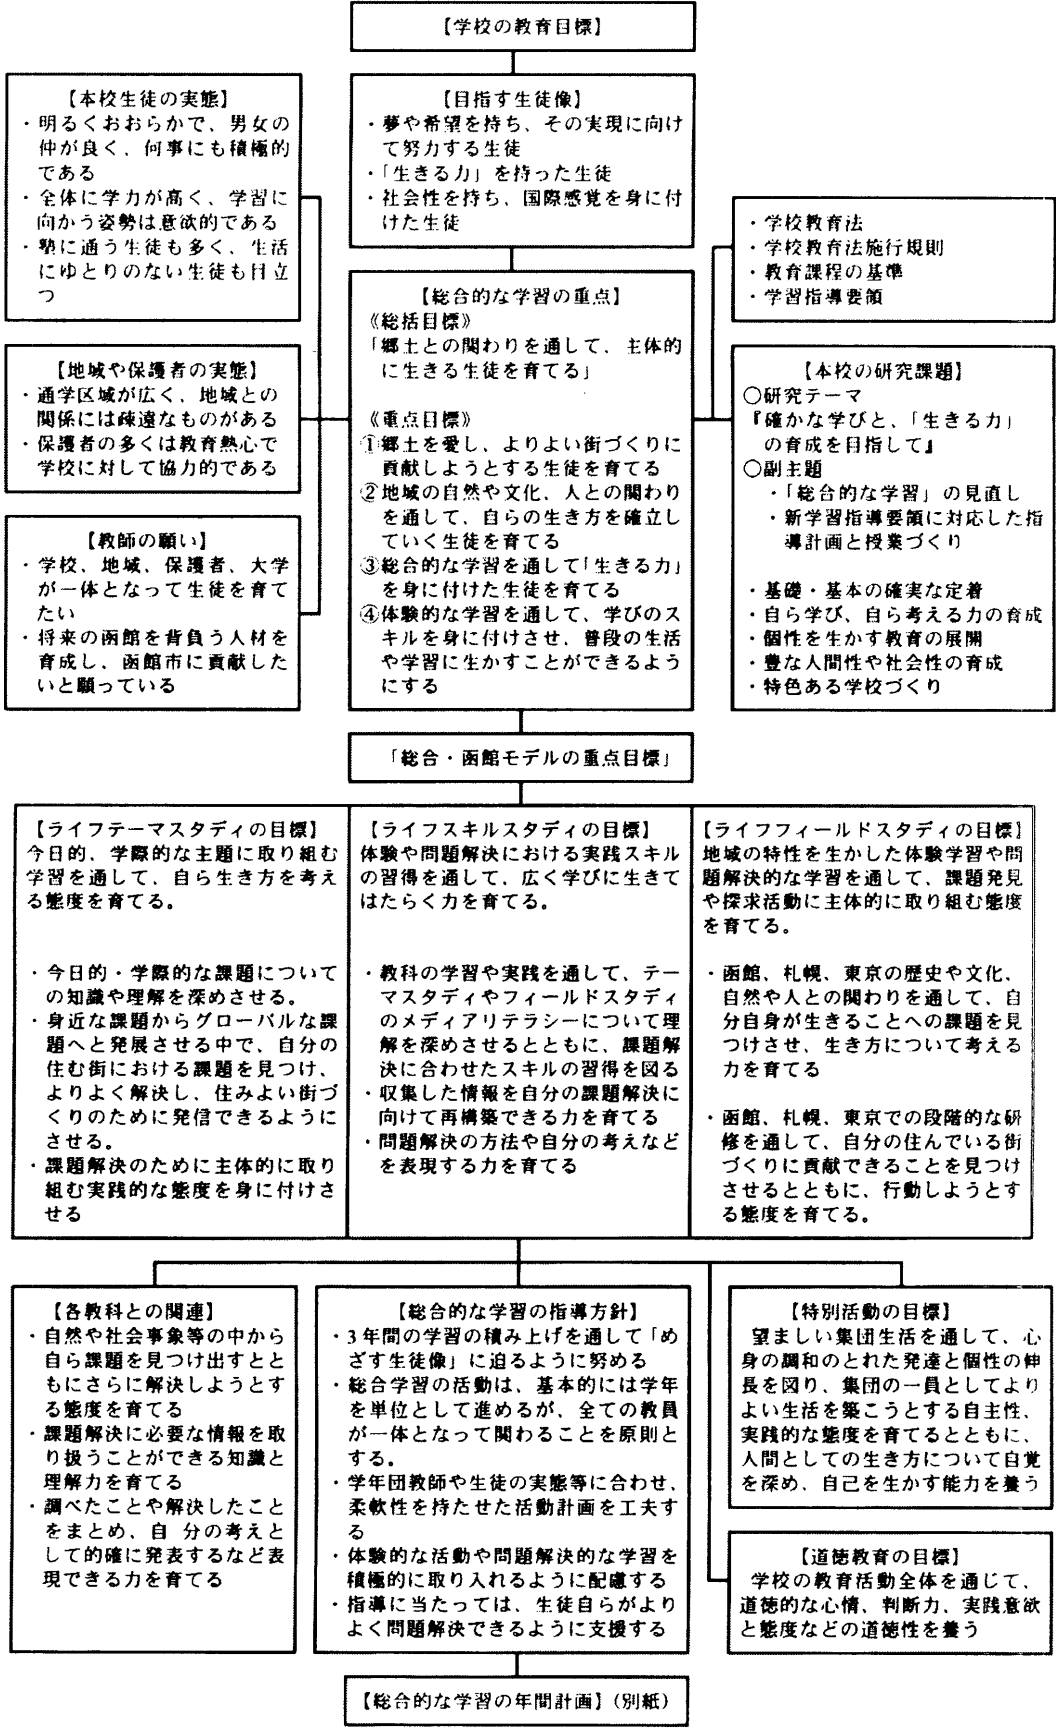 【学校の教育目標】
【本校生徒の実態】
・明るくおおらかで、男女の
仲が良く、何事にも積極的
である
・全体に学力が高く、学習に
向かう姿勢は意欲的である
・塾に通う生徒も多く、生活
にゆとりのない生徒も目立
つ
【地域や保護者の実態】
・通学区域が広く、地域との
関係には疎遠なものがある
・保護者の多くは教育熱心で
学校に対して協力的である
【教師の願い】
・学校、地域、保護者、大学
が一体となって生徒を育て
たい
・将来の函館を背負う人材を
育成し、函館市に貢献した
いと願っている
【目指す生徒像】
・夢や希望を持ち、その実現に向け
て努力する生徒
・「生きる力」を持った生徒
・社会性を持ち、国際感覚を身に付
けた生徒
【総合的な学習の重点】
《総括目標》
「郷土との関わりを通して、主体的
に生きる生徒を育てる」
《重点目標》
①郷土を愛し、よりよい街づくりに
貢献しようとする生徒を育てる
②地域の自然や文化、人との関わり
を通して、自らの生き方を確立し
ていく生徒を育てる
③総合的な学習を通して「生きる力」
を身に付けた生徒を育てる
④体験的な学習を通して、学びのス
キルを身に付けさせ、普段の生活
や学習に生かすことができるよう
にする
・学校教育法
・学校教育法施行規則
・教育課程の基準
・学習指導要領
【本校の研究課題】
○研究テーマ
『確かな学びと、「生きる力」
の育成を目指して』
○副主題
・「総合的な学習」の見直し
・新学習指導要領に対応した指
導計画と授業づくり
・基礎・基本の確実な定着
・自ら学び、自ら考える力の育成
・個性を生かす教育の展開
・豊な人間性や社会性の育成
・特色ある学校づくり
「総合・函館モデルの重点目標」
【ライフテーマスタディの目標】
今日的、学際的な主題に取り組む
学習を通して、自ら生き方を考え
る態度を育てる。
・今日的・学際的な課題について
の知識や理解を深めさせる。
・身近な課題からグローバルな課
題へと発展させる中で、自分の
住む街における課題を見つけ、
よりよく解決し、住みよい街づ
くりのために発信できるように
させる。
・課題解決のために主体的に取り
組む実践的な態度を身に付けさ
せる
【ライフスキルスタディの目標】
体験や問題解決における実践スキル
の習得を通して、広く学びに生きて
はたらく力を育てる。
・教科の学習や実践を通して、テー
マスタディやフィールドスタディ
のメディアリテラシーについて理
解を深めさせるとともに、課題解
決に合わせたスキルの習得を図る
・収集した情報を自分の課題解決に
向けて再構築できる力を育てる
・問題解決の方法や自分の考えなど
を表現する力を育てる
【ライフフィールドスタディの目標】
地域の特性を生かした体験学習や問
題解決的な学習を通して、課題発見
や探求活動に主体的に取り組む態度
を育てる。
・函館、札幌、東京の歴史や文化、
自然や人との関わりを通して、自
分自身が生きることへの課題を見
つけさせ、生き方について考える
力を育てる
・函館、札幌、東京での段階的な研
修を通して、自分の住んでいる街
づくりに貢献できることを見つけ
させるとともに、行動しようとす
る態度を育てる。
【各教科との関連】
・自然や社会事象等の中から
自ら課題を見つけ出すとと
もにさらに解決しようとす
る態度を育てる
・課題解決に必要な情報を取
り扱うことができる知識と
理解力を育てる
・調べたことや解決したこと
をまとめ、自 分の考えと
して的確に発表するなど表
現できる力を育てる
【総合的な学習の指導方針】
・3年間の学習の積み上げを通して「め
ざす生徒像」に迫るように努める
・総合学習の活動は、基本的には学年
を単位として進めるが、全ての教員
が一体となって関わることを原則と
する。
・学年団教師や生徒の実態等に合わせ、
柔軟性を持たせた活動計画を工夫す
る
・体験的な活動や問題解決的な学習を
積極的に取り入れるように配慮する
・指導に当たっては、生徒自らがより
よく問題解決できるように支援する
【特別活動の目標】
望ましい集団生活を通して、心
身の調和のとれた発達と個性の伸
長を図り、集団の一員としてより
よい生活を築こうとする自主性、
実践的な態度を育てるとともに、
人間としての生き方について自覚
を深め、自己を生かす能力を養う
【道徳教育の目標】
学校の教育活動全体を通じて、
道徳的な心情、判断力、実践意欲
と態度などの道徳性を養う
【総合的な学習の年間計画】(別紙)